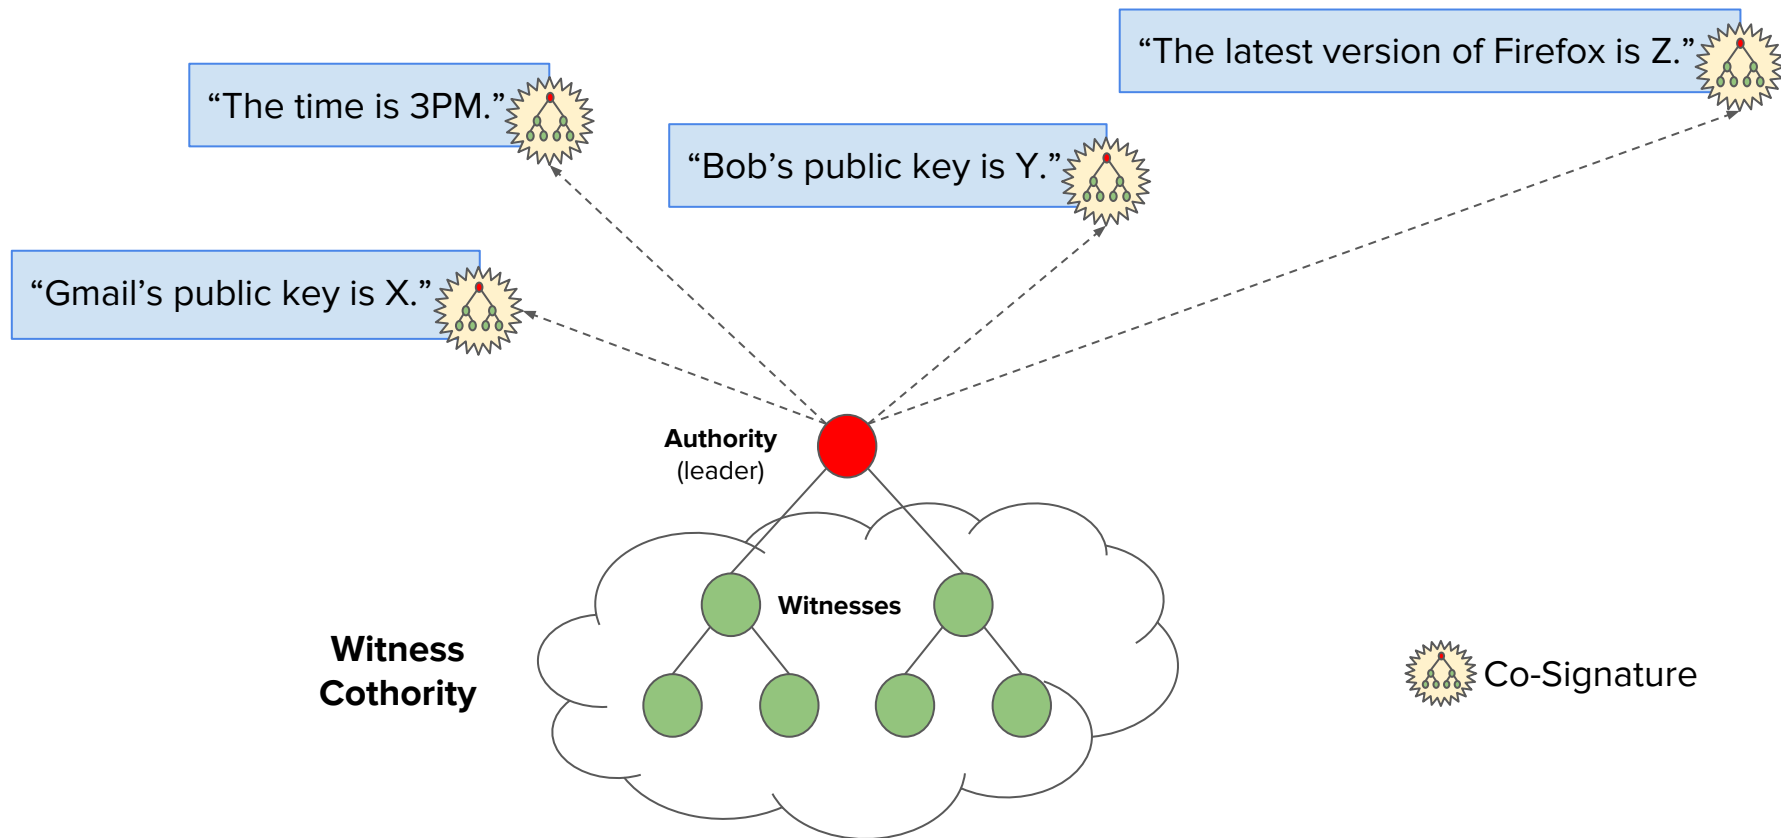 “The latest version of Firefox is Z.”
“The time is 3PM.”
“Bob’s public key is Y.”
“Gmail’s public key is X.”
Authority
(leader)
Witnesses
Witness
Cothority
Co-Signature